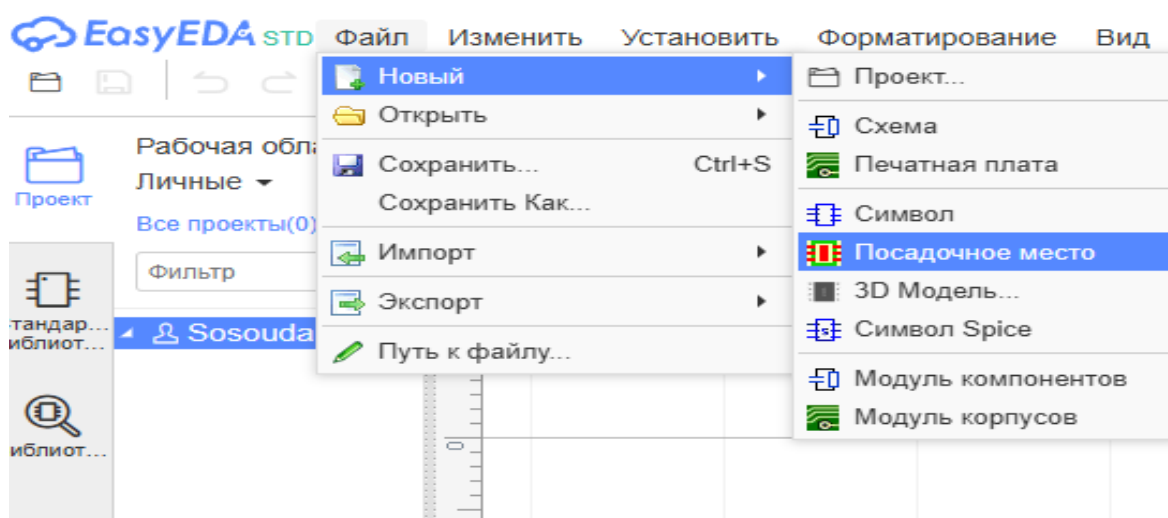 EasyEDA STD Файл Изменить Установить Форматирование Вид
Новый
Открыть
Сохранить... Ctrl+S
Сохранить Как...
Импорт
Экспорт
Путь к файлу...
Проект...
Схема
Печатная плата
Символ
Посадочное место
3D Модель...
Символ Spice
Модуль компонентов
Модуль корпусов
Проект
тандар...
иблиот...
иблиот...
Рабочая обла
Личные
Все проекты(0)
Фильтр
Sosouda
0